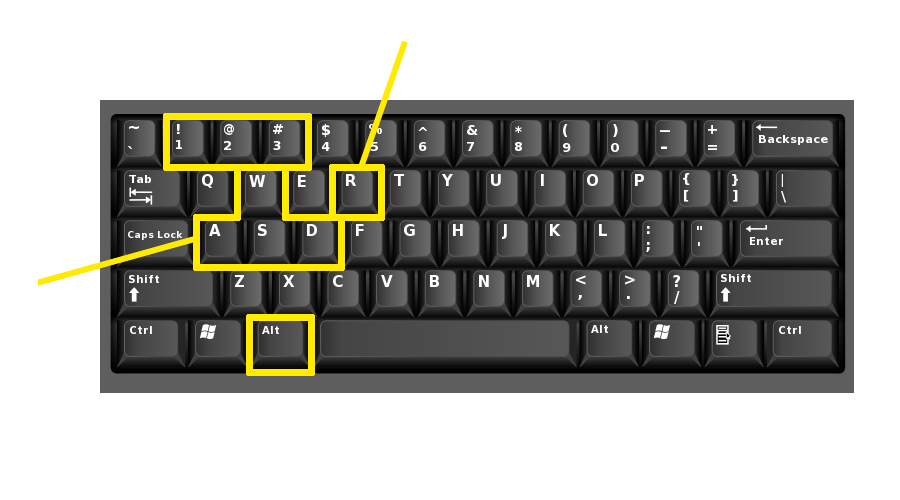 ~ ! @ # $ % ^ & * ( ) — +
` 1 2 3 4 5 6 7 8 9 0 - = Backspace
Tab Q W E R T Y U I O P { } |
[ ] \
Caps Lock A S D F G H J K L : " Enter
; '
Shift Z X C V B N M < > ? Shift
, . /
Ctrl Alt Alt Ctrl